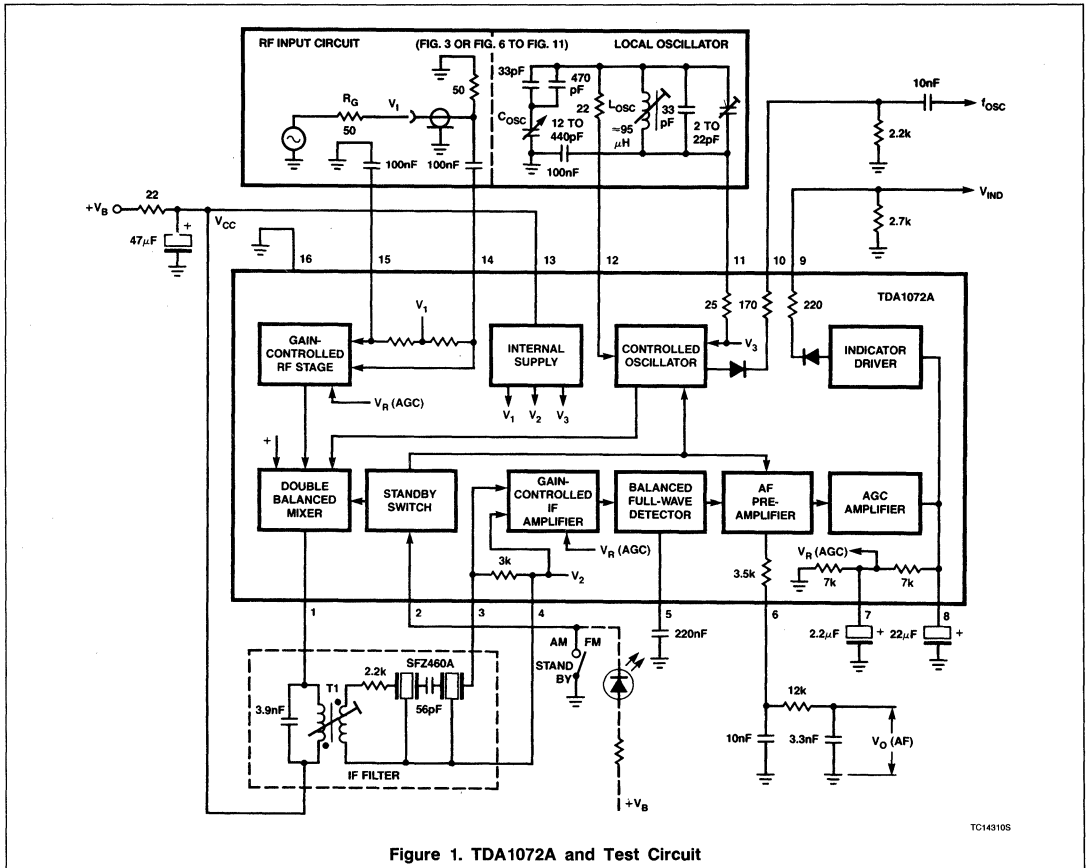 RF INPUT CIRCUIT
(FIG. 3 OR FIG. 6 TO FIG. 11)
LOCAL OSCILLATOR
33pF
470
pF
50
RG
50
VI
COSC
12 TO
440pF
22
LOSC
≈95
μH
33
pF
2 TO
22pF
100nF
100nF
100nF
10nF
fOSC
2.2k
VIND
2.7k
+VB
22
VCC
47μF
+
16
15
14
13
12
11
10
9
TDA1072A
V1
25
170
220
GAIN-
CONTROLLED
RF STAGE
INTERNAL
SUPPLY
CONTROLLED
OSCILLATOR
V3
INDICATOR
DRIVER
VR (AGC)
V1
V2
V3
+
DOUBLE
BALANCED
MIXER
STANDBY
SWITCH
GAIN-
CONTROLLED
IF
AMPLIFIER
BALANCED
FULL-WAVE
DETECTOR
AF
PRE-
AMPLIFIER
AGC
AMPLIFIER
VR (AGC)
VR (AGC)
3k
V2
3.5k
7k
7k
1
2
3
4
5
6
7
8
2.2μF
+
22μF
+
220nF
AM
FM
STAND
BY
SFZ460A
2.2k
T1
56pF
3.9nF
IF FILTER
12k
10nF
3.3nF
VO (AF)
+VB
TC14310S
Figure 1. TDA1072A and Test Circuit